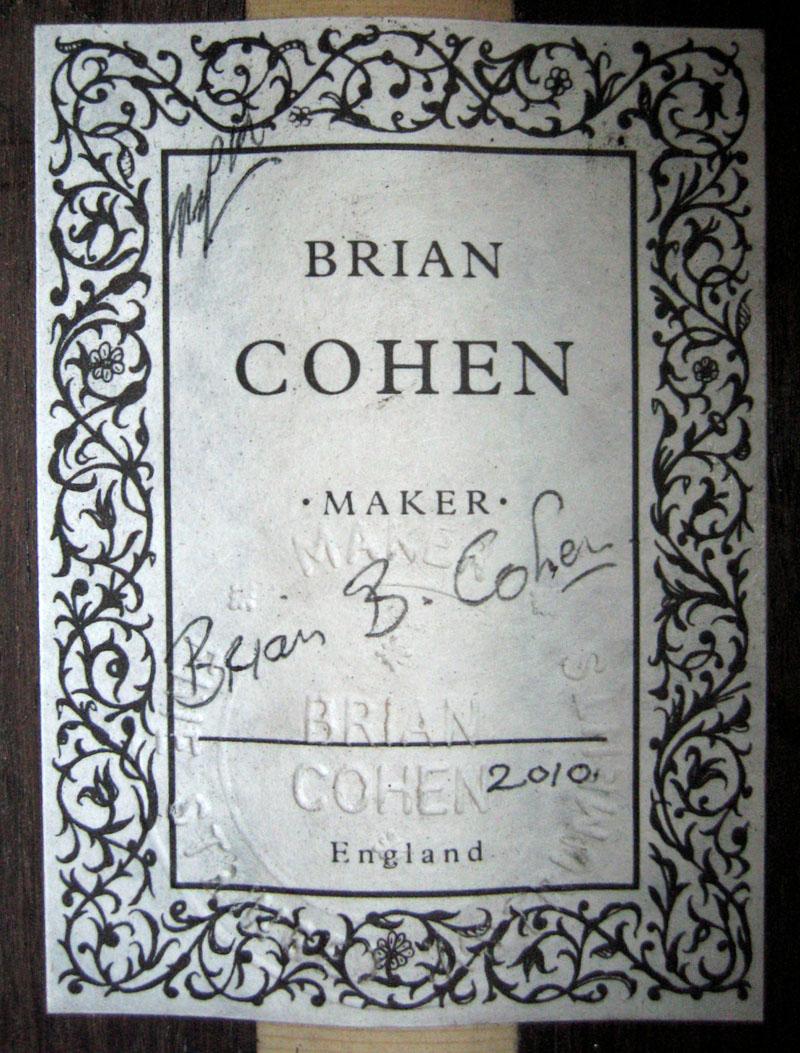 BRIAN
COHEN
·MAKER·
MAKER
Brian B. Cohen
BRIAN
COHEN
2010.
England